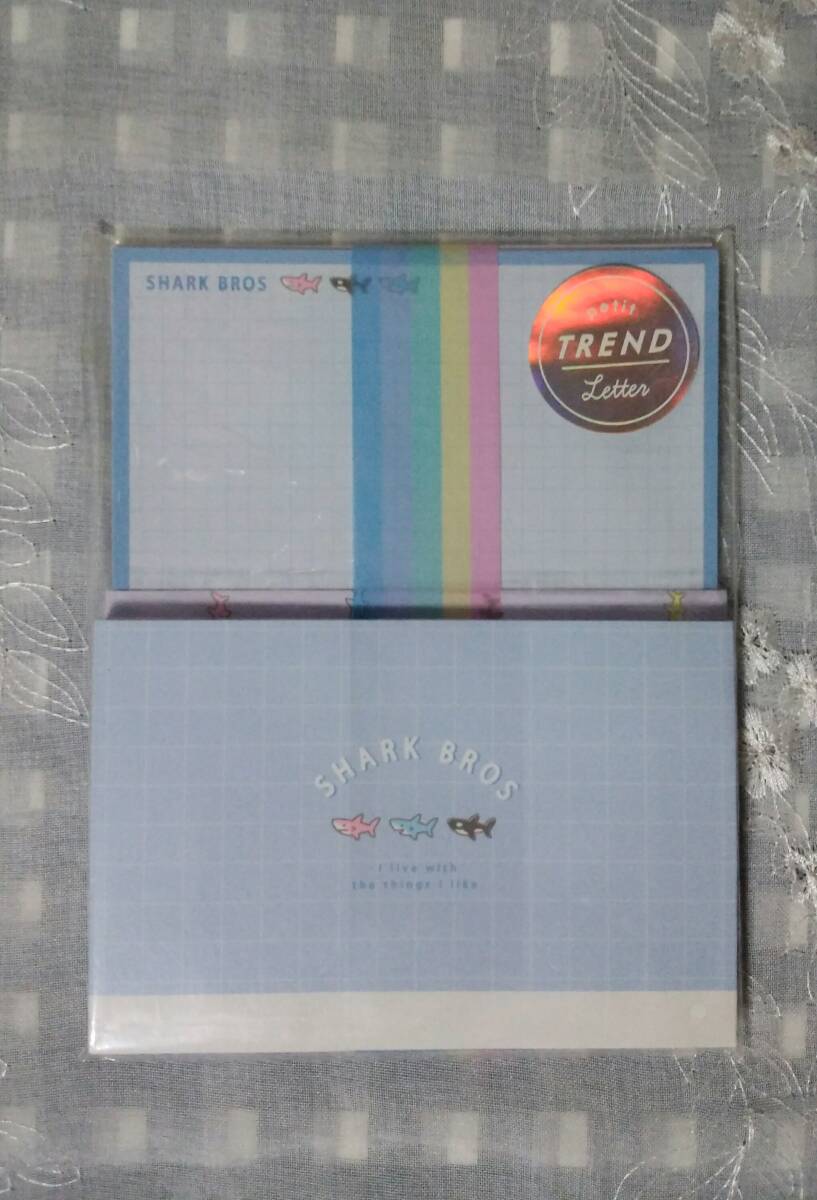 SHARK BROS
petit
TREND
Letter
SHARK BROS
I live with
the things I like